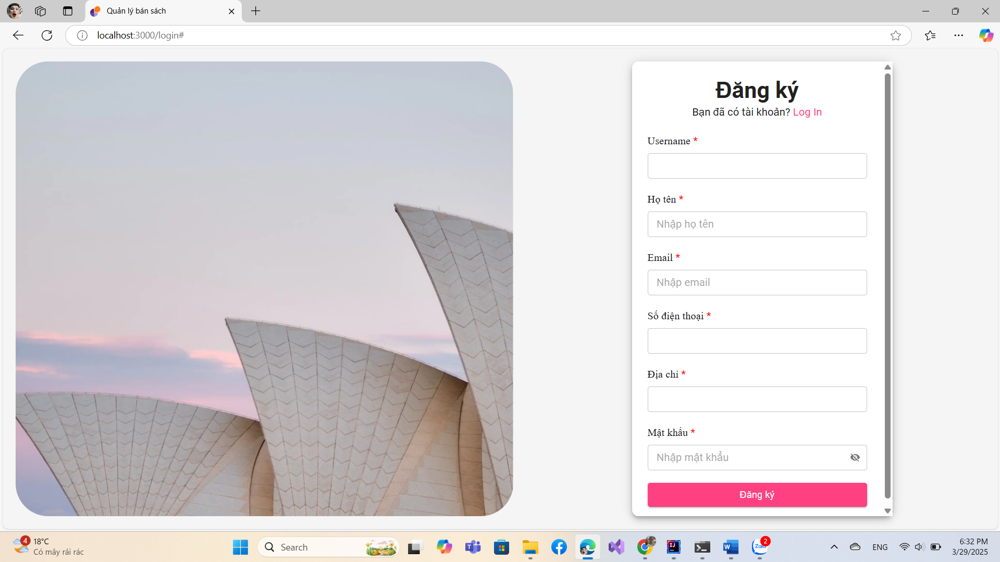 Quản lý bán sách
localhost:3000/login#
Đăng ký
Bạn đã có tài khoản? Log In
Username *
Họ tên *
Nhập họ tên
Email *
Nhập email
Số điện thoại *
Địa chỉ *
Mật khẩu *
Nhập mật khẩu
Đăng ký
4
18°C
Có mây rải rác
Search
2
Zalo
ENG
6:32 PM
3/29/2025